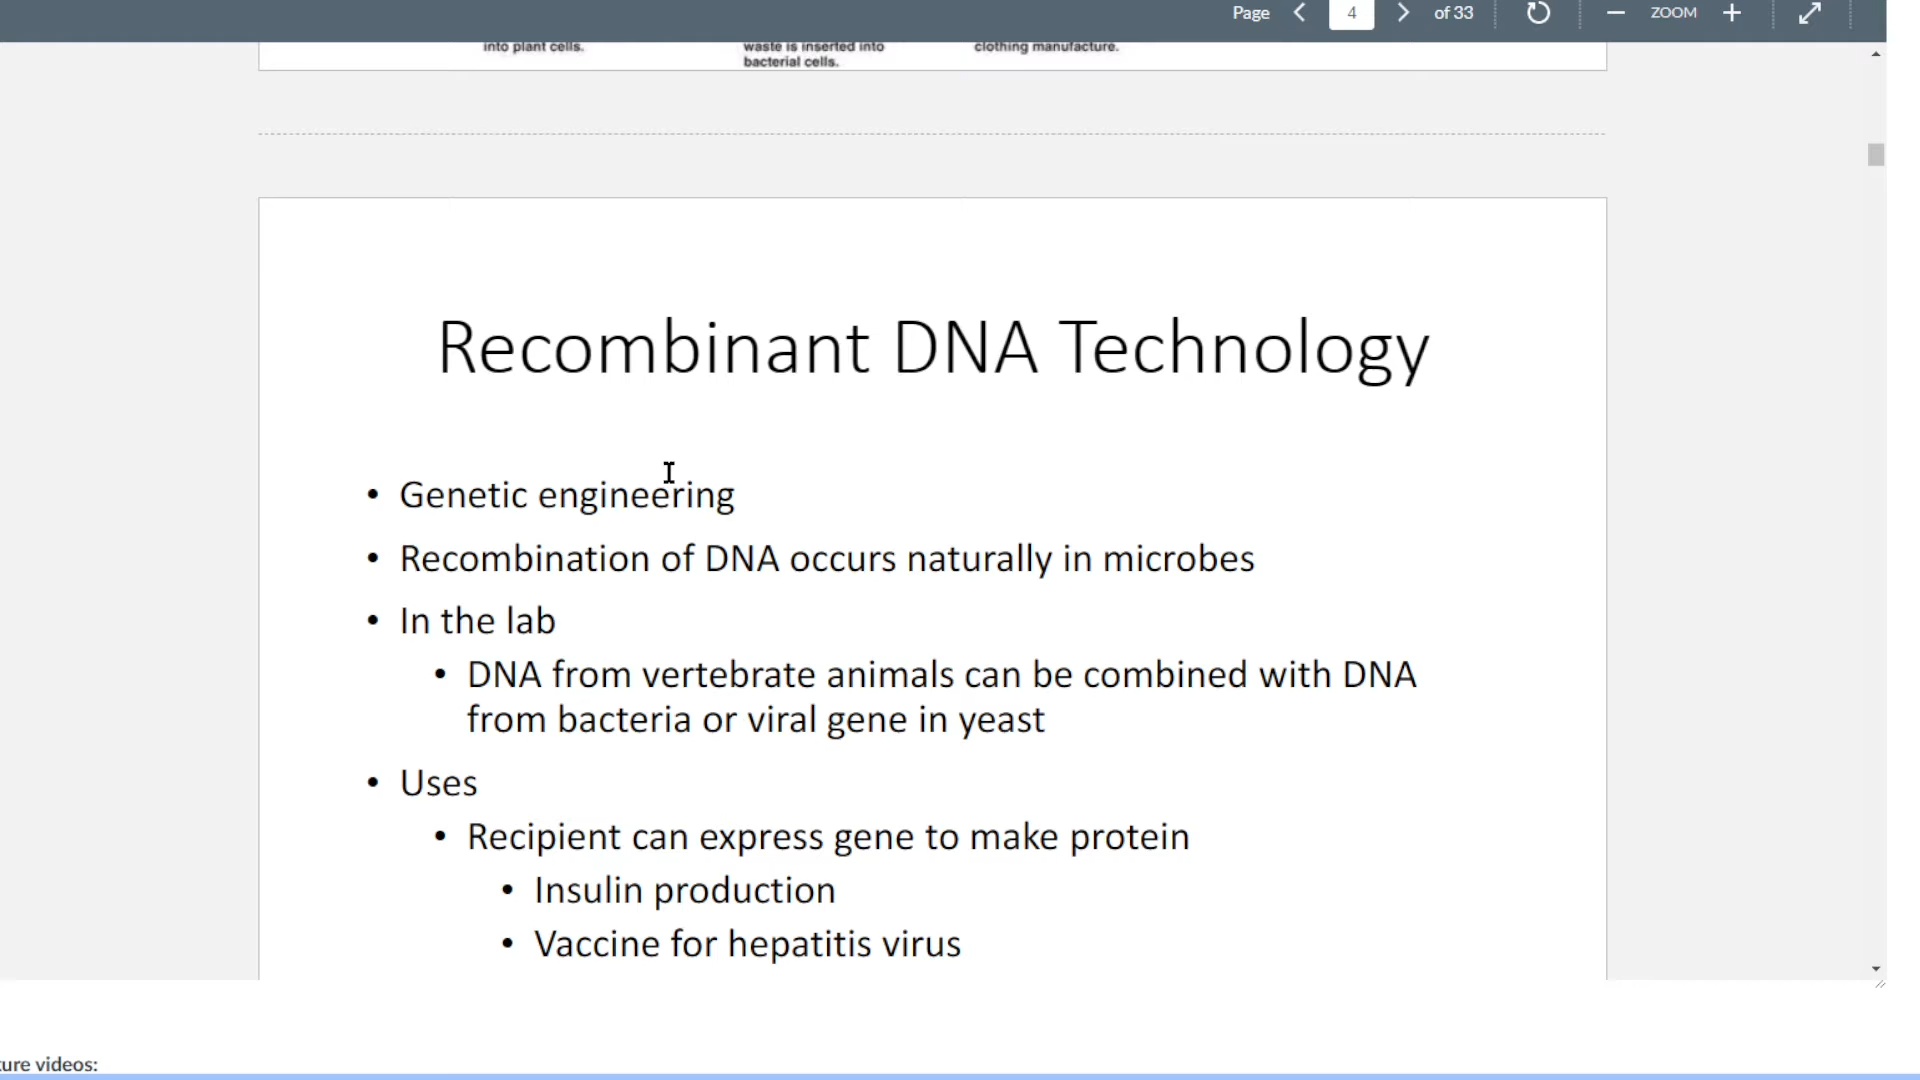 Page 4 of 33 ZOOM
into plant cells.
waste is inserted into
bacterial cells.
clothing manufacture.
Recombinant DNA Technology
• Genetic engineering
• Recombination of DNA occurs naturally in microbes
• In the lab
• DNA from vertebrate animals can be combined with DNA
from bacteria or viral gene in yeast
• Uses
• Recipient can express gene to make protein
• Insulin production
• Vaccine for hepatitis virus
ture videos: